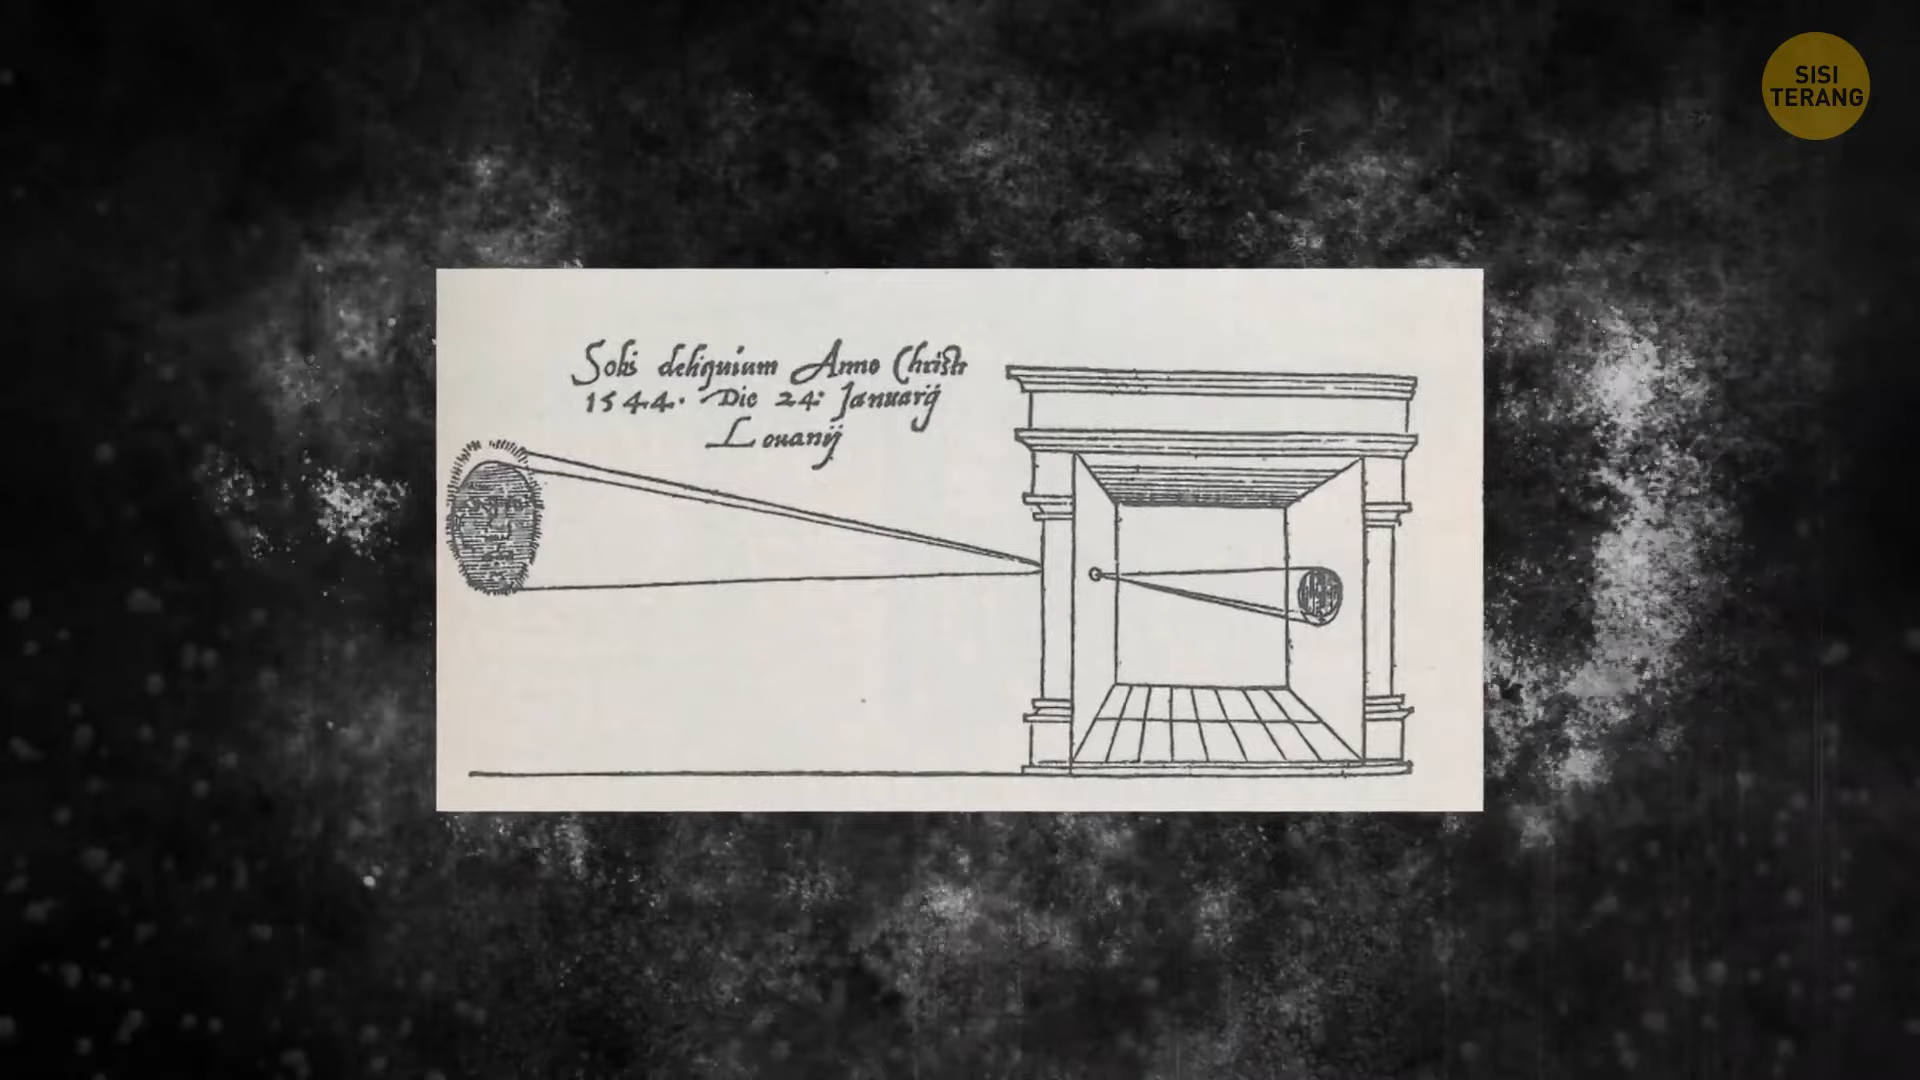 SISI
TERANG
Solis deliquium Anno Christi
1544. Die 24: Januarij
Louanij